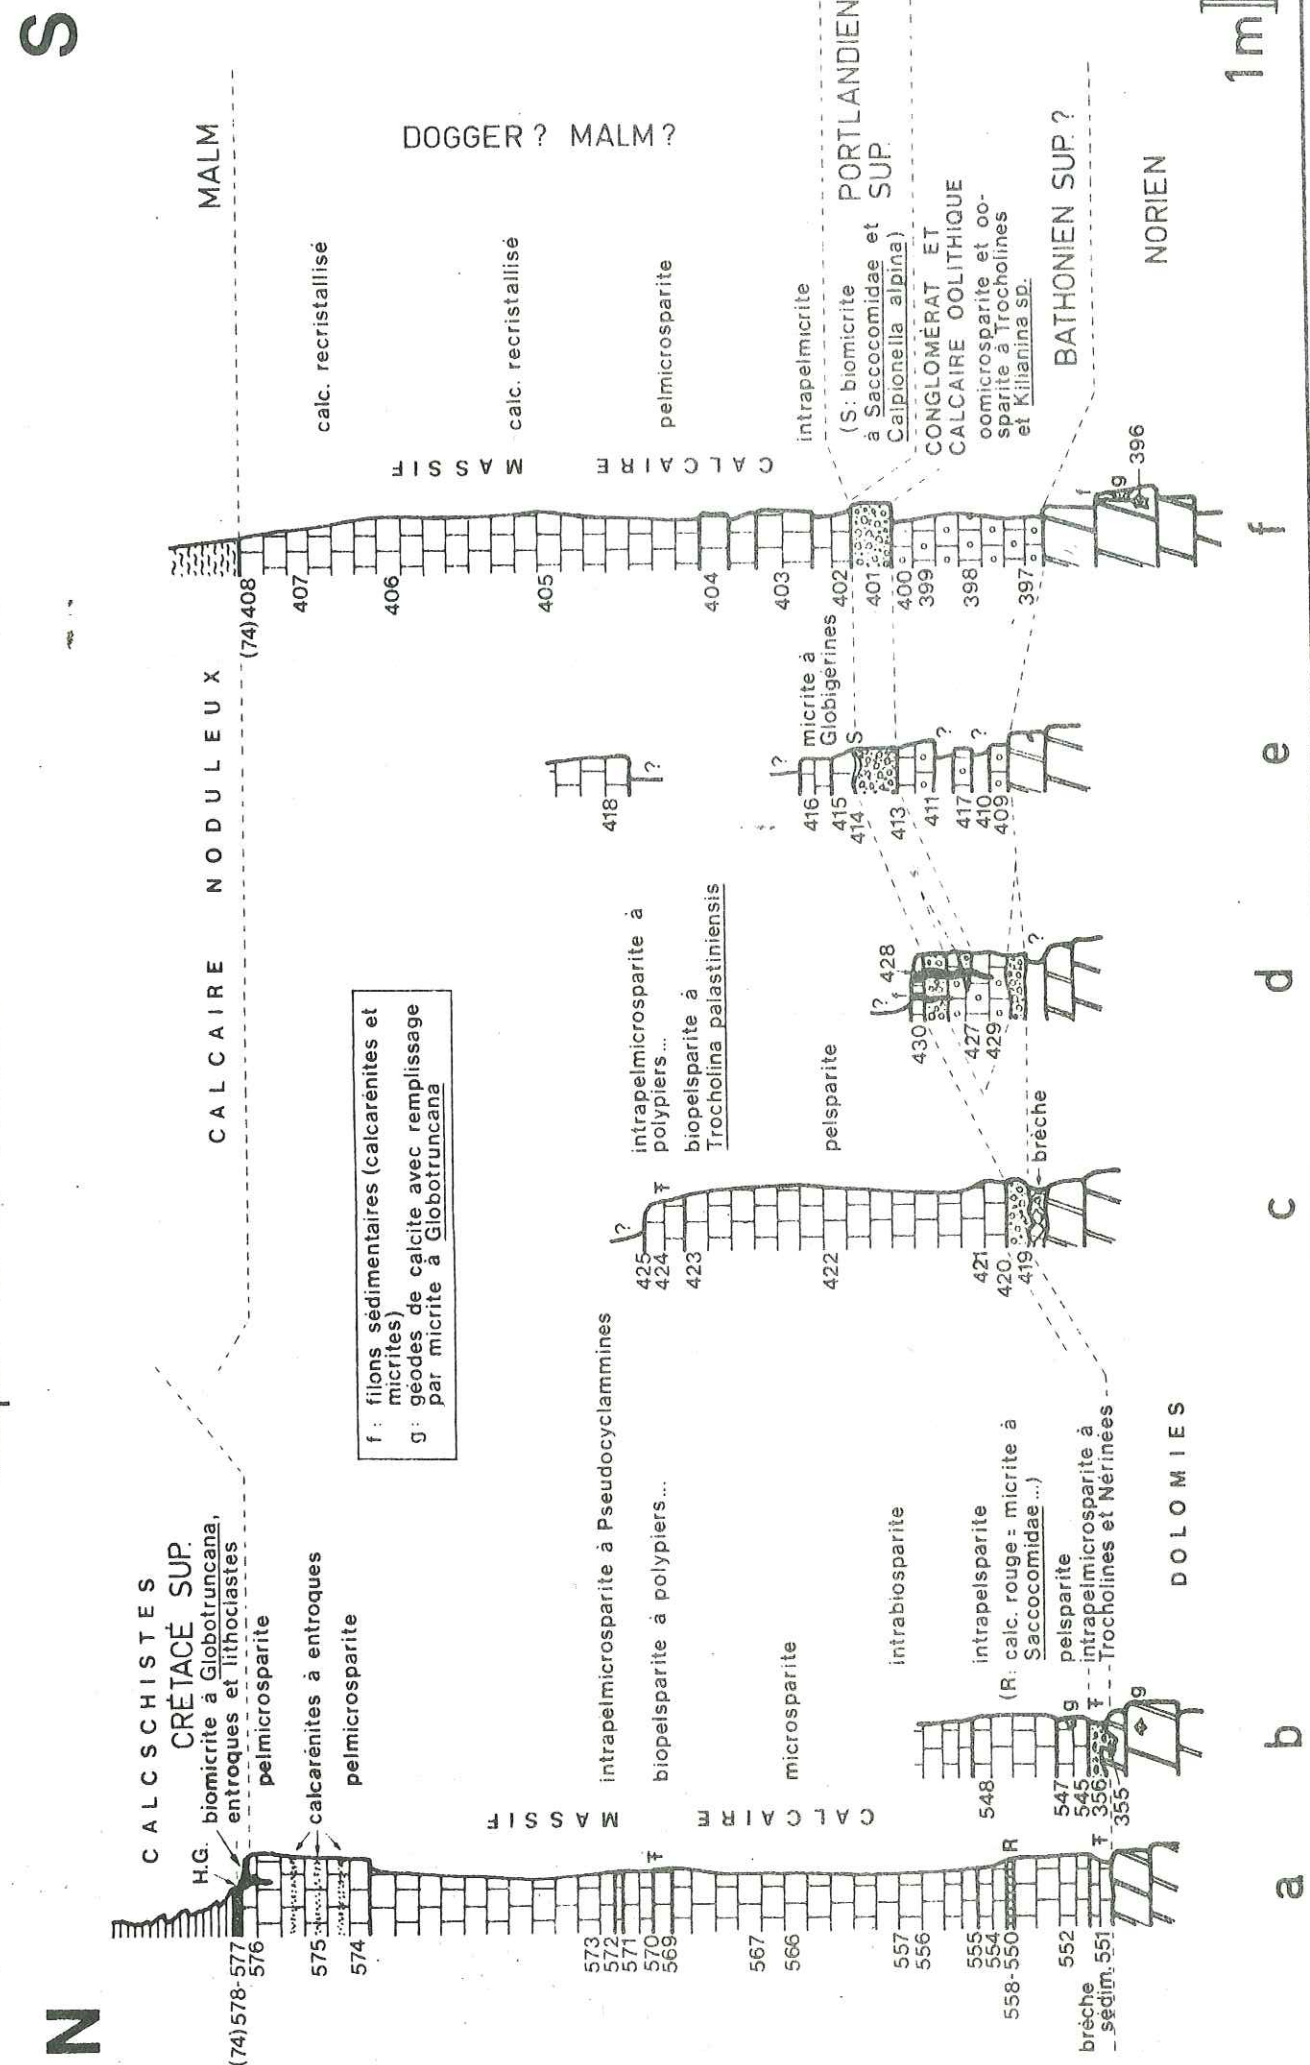 N
S
CALCSCHISTES
CRÉTACÉ SUP.
H.G.
biomicrite à Globotruncana,
entroques et lithoclastes
pelmicrosparite
calcarénites à entroques
pelmicrosparite
MASSIF
CALCAIRE
intrapelmicrosparite à Pseudocyclammines
biopelsparite à polypiers...
microsparite
intrabiosparite
intrapelsparite
(R: calc. rouge = micrite à
Saccocomidae...)
pelsparite
intrapelmicrosparite à
Trocholines et Nérinées
DOLOMIES
(74)578-577
576
575
574
573
572
571
570
569
567
566
557
556
555
554
558-550
R
552
brèche
sédim.
551
a
548
547
545
356
355
g
g
b
CALCAIRE NODULEUX
f : filons sédimentaires (calcarénites et
micrites)
g : géodes de calcite avec remplissage
par micrite à Globotruncana
intrapelmicrosparite à
polypiers...
biopelsparite à
Trocholina palastiniensis
pelsparite
brèche
?
425
424
423
422
421
420
419
c
?
f
428
430
427
429
?
d
418
?
?
micrite à
Globigérines
S
416
415
414
413
411
417
410
409
?
?
e
MALM
DOGGER ? MALM ?
calc. recristallisé
calc. recristallisé
pelmicrosparite
intrapelmicrite
MASSIF
CALCAIRE
PORTLANDIEN
SUP.
(S: biomicrite
à Saccocomidae et
Calpionella alpina)
CONGLOMÉRAT ET
CALCAIRE OOLITHIQUE
oomicrosparite et oo-
sparite à Trocholines
et Kilianina sp.
BATHONIEN SUP. ?
NORIEN
(74)408
407
406
405
404
403
402
401
400
399
398
397
f
g
396
f
1m